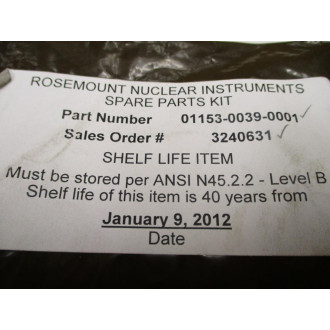 ROSEMOUNT NUCLEAR INSTRUMENTS
SPARE PARTS KIT
Part Number 01153-0039-0001
Sales Order # 3240631
SHELF LIFE ITEM
Must be stored per ANSI N45.2.2 - Level B
Shelf life of this item is 40 years from
January 9, 2012
Date